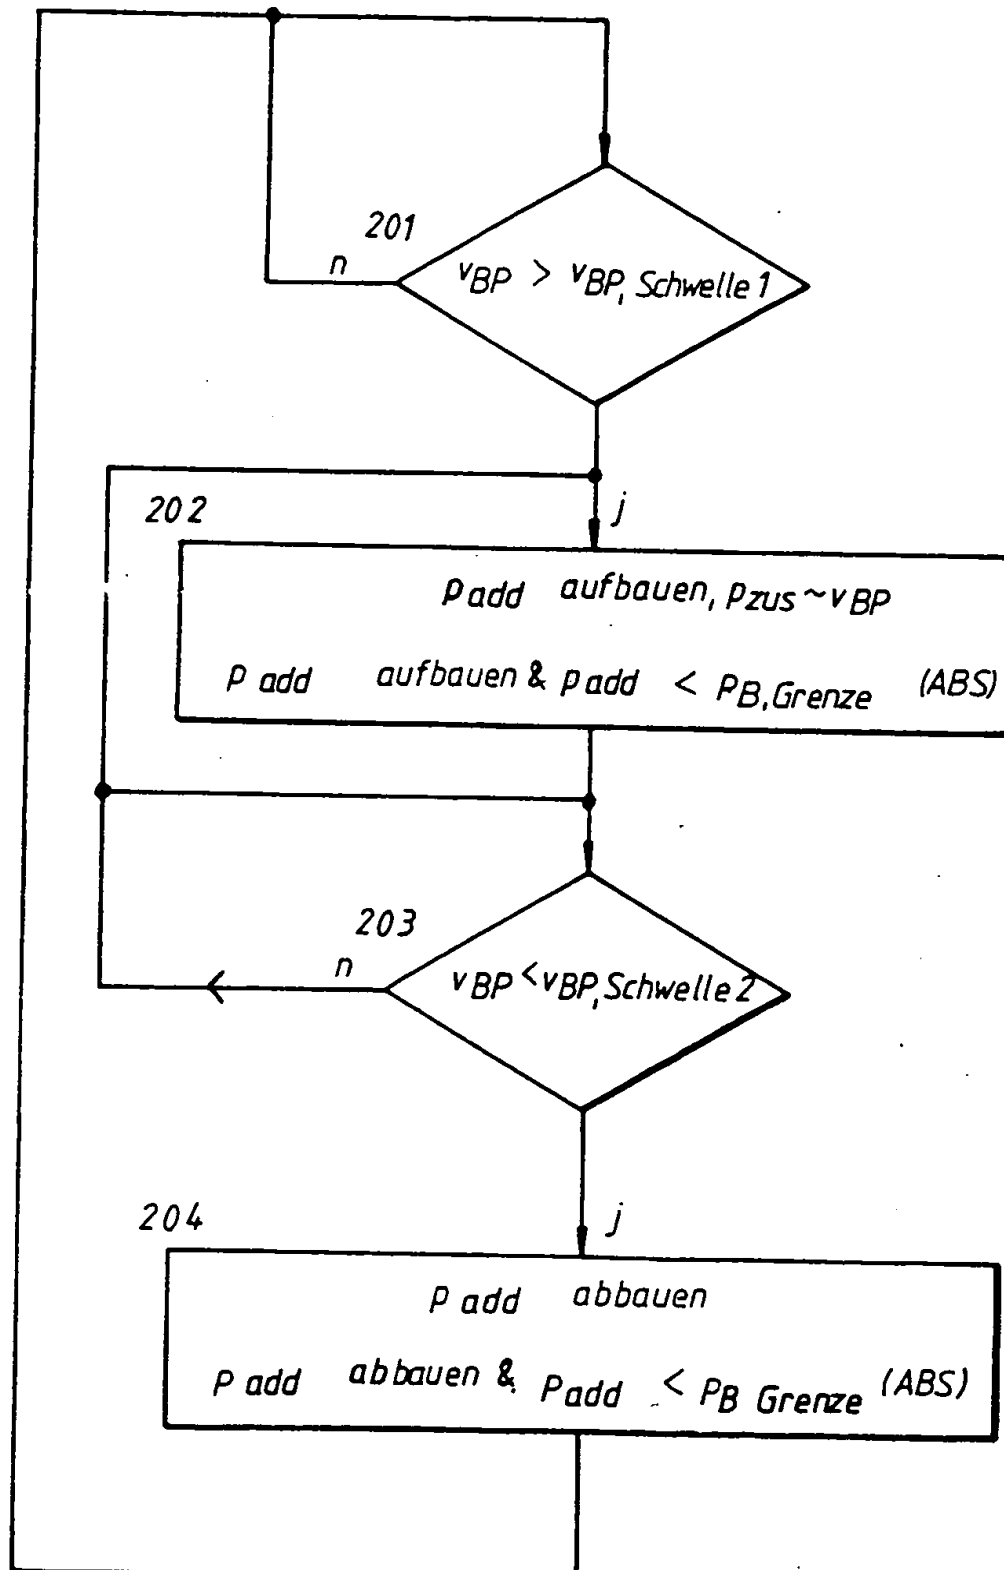 201
n
vBP > vBP, Schwelle 1
j
202
p add aufbauen, pzus ~ vBP
p add aufbauen & padd < PB, Grenze (ABS)
203
n
vBP < vBP, Schwelle 2
j
204
p add abbauen
p add abbauen & padd < PB Grenze (ABS)